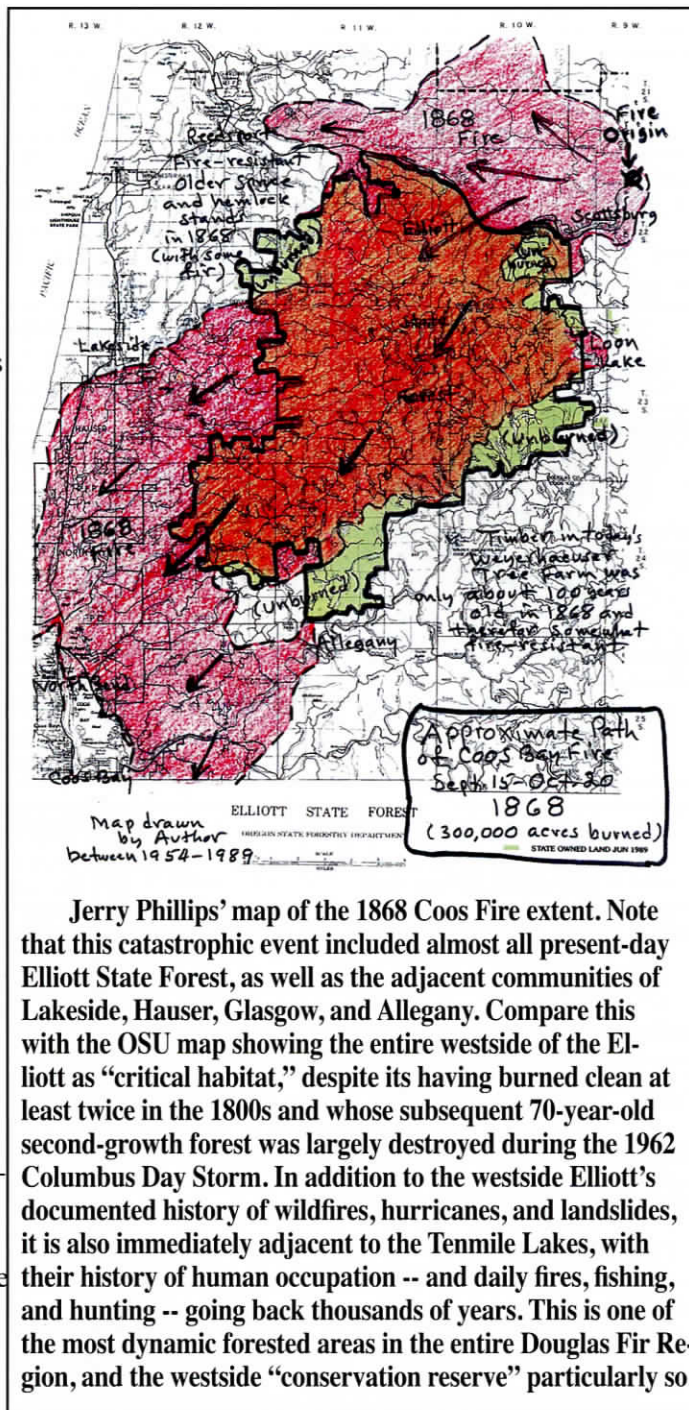 R. 13 W. R. 12 W. R. 11 W. R. 10 W. R. 9 W.
OCEAN
PACIFIC
1868
Fire
Fire
Origin
Reedsport
Fire-resistant
Older spruce
and hemlock
stands
in 1868
(with some
fir)
Scottsburg
(unburned)
(un-
burned)
Elliott
State
Forest
Lakeside
Loon
Lake
HAUSER
(unburned)
1868
Fire
Timber in today's
Weyerhaeuser
Tree Farm was
only about 100 years
old in 1868 and
therefor somewhat
fire-resistant
(unburned)
Allegany
North Bend
Coos Bay
Approximate Path
of Coos Bay Fire
Sept. 15-Oct. 20
1868
(300,000 acres burned)
STATE OWNED LAND JUN 1989
ELLIOTT STATE FOREST
OREGON STATE FORESTRY DEPARTMENT
SCALE
MILES
Map drawn
by Author
between 1954-1989
Jerry Phillips' map of the 1868 Coos Fire extent. Note
that this catastrophic event included almost all present-day
Elliott State Forest, as well as the adjacent communities of
Lakeside, Hauser, Glasgow, and Allegany. Compare this
with the OSU map showing the entire westside of the El-
liott as “critical habitat,” despite its having burned clean at
least twice in the 1800s and whose subsequent 70-year-old
second-growth forest was largely destroyed during the 1962
Columbus Day Storm. In addition to the westside Elliott's
documented history of wildfires, hurricanes, and landslides,
it is also immediately adjacent to the Tenmile Lakes, with
their history of human occupation -- and daily fires, fishing,
and hunting -- going back thousands of years. This is one of
the most dynamic forested areas in the entire Douglas Fir Re-
gion, and the westside “conservation reserve” particularly so